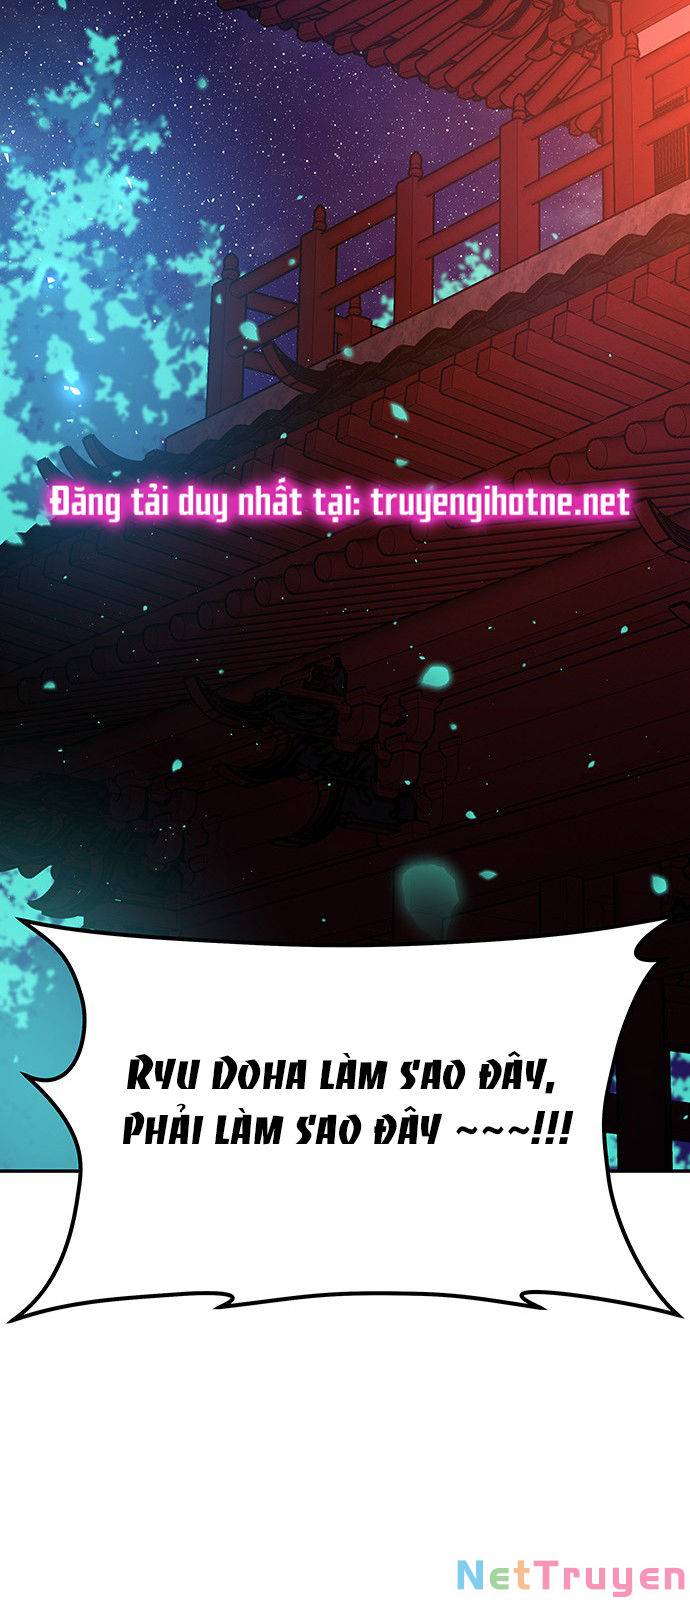 Đăng tải duy nhất tại: truyengihotne.net
RYU DOHA LÀM SAO ĐÂY,
PHẢI LÀM SAO ĐÂY ~~~!!!
NetTruyen